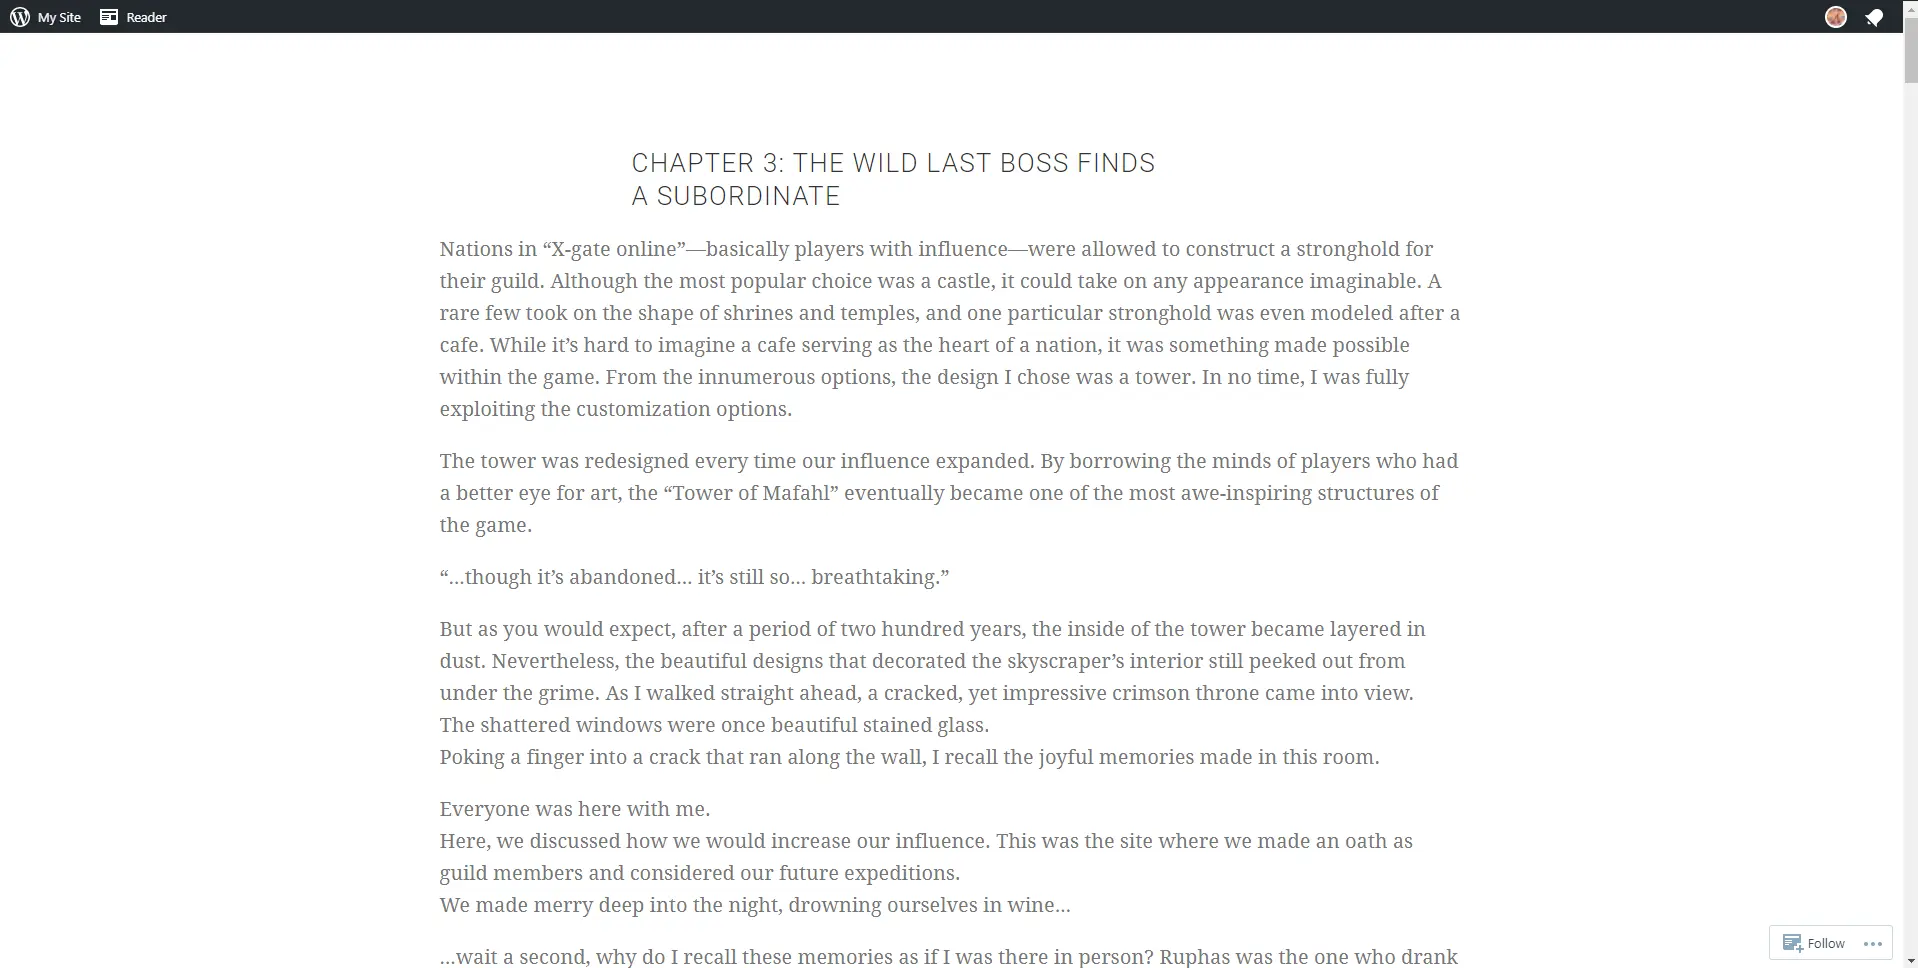 My Site
Reader
CHAPTER 3: THE WILD LAST BOSS FINDS
A SUBORDINATE
Nations in “X-gate online”—basically players with influence—were allowed to construct a stronghold for
their guild. Although the most popular choice was a castle, it could take on any appearance imaginable. A
rare few took on the shape of shrines and temples, and one particular stronghold was even modeled after a
cafe. While it’s hard to imagine a cafe serving as the heart of a nation, it was something made possible
within the game. From the innumerous options, the design I chose was a tower. In no time, I was fully
exploiting the customization options.
The tower was redesigned every time our influence expanded. By borrowing the minds of players who had
a better eye for art, the “Tower of Mafahl” eventually became one of the most awe-inspiring structures of
the game.
“…though it’s abandoned… it’s still so… breathtaking.”
But as you would expect, after a period of two hundred years, the inside of the tower became layered in
dust. Nevertheless, the beautiful designs that decorated the skyscraper’s interior still peeked out from
under the grime. As I walked straight ahead, a cracked, yet impressive crimson throne came into view.
The shattered windows were once beautiful stained glass.
Poking a finger into a crack that ran along the wall, I recall the joyful memories made in this room.
Everyone was here with me.
Here, we discussed how we would increase our influence. This was the site where we made an oath as
guild members and considered our future expeditions.
We made merry deep into the night, drowning ourselves in wine…
…wait a second, why do I recall these memories as if I was there in person? Ruphas was the one who drank
Follow